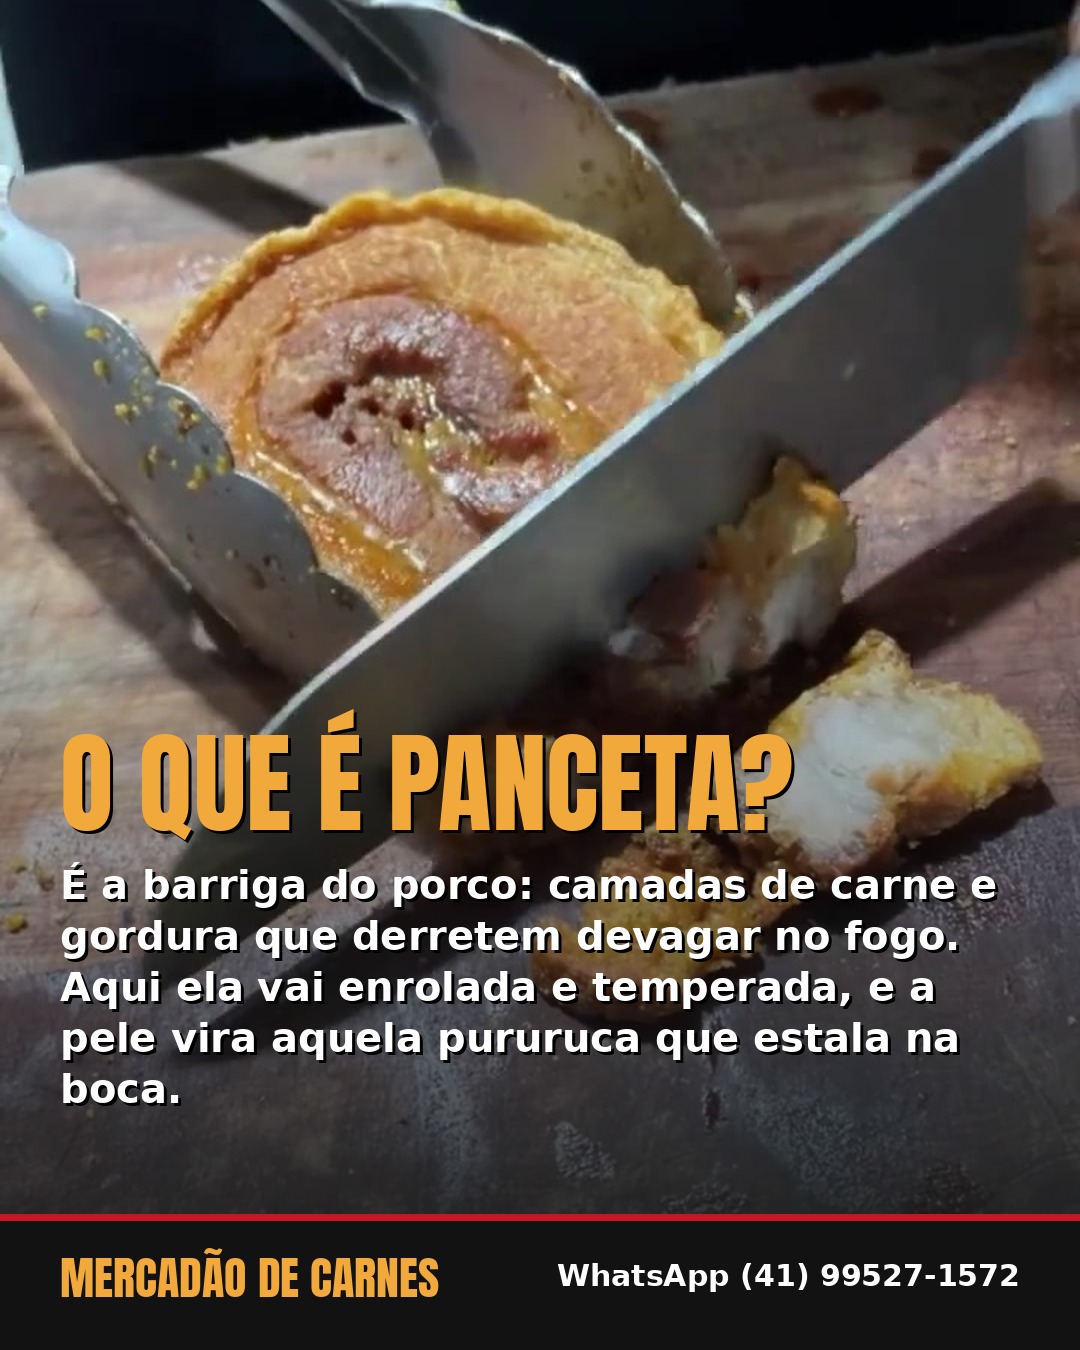 O QUE É PANCETA?
É a barriga do porco: camadas de carne e
gordura que derretem devagar no fogo.
Aqui ela vai enrolada e temperada, e a
pele vira aquela pururuca que estala na
boca.
MERCADÃO DE CARNES
WhatsApp (41) 99527-1572